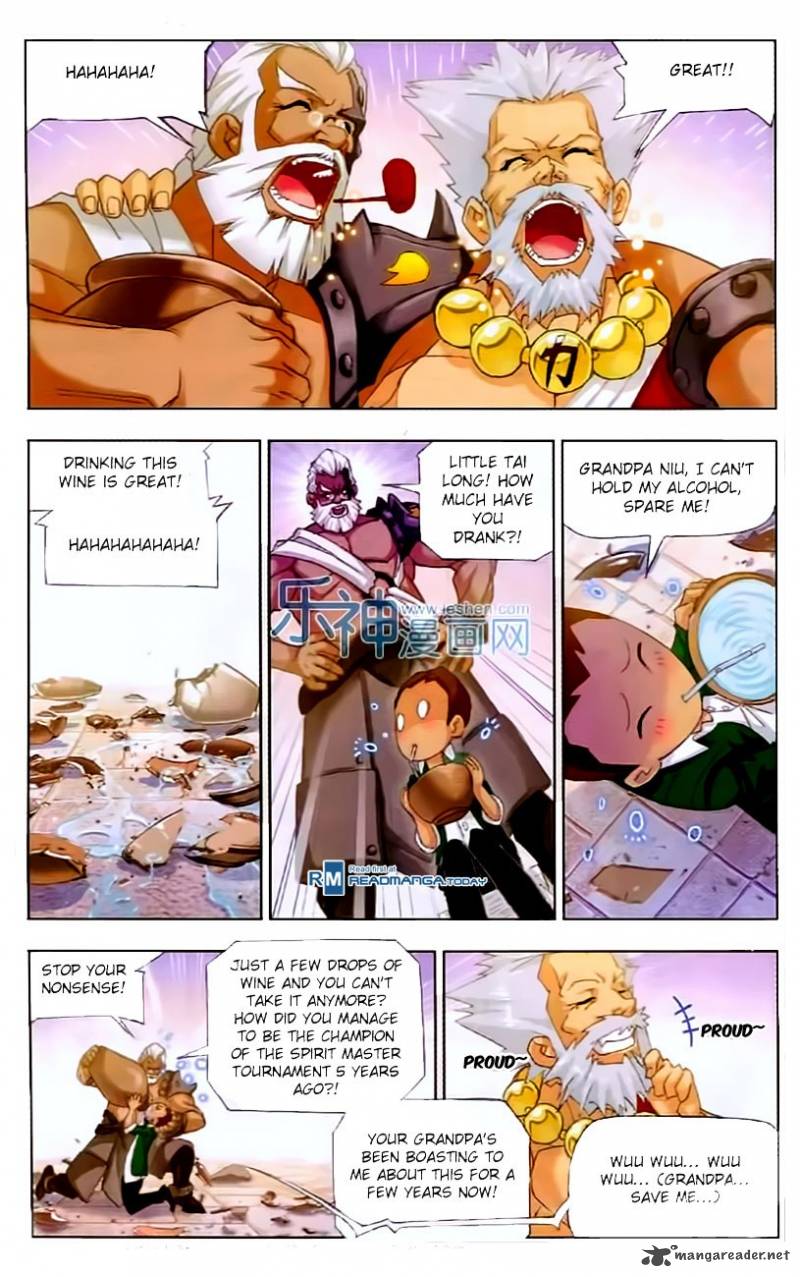 HAHAHAHA!
GREAT!!
力
DRINKING THIS
WINE IS GREAT!
HAHAHAHAHAHA!
LITTLE TAI
LONG! HOW
MUCH HAVE
YOU
DRANK?!
GRANDPA NIU, I CAN'T
HOLD MY ALCOHOL,
SPARE ME!
乐神漫画网
www.leshen.com
RM
Read first at
READMANGA.TODAY
STOP YOUR
NONSENSE!
JUST A FEW DROPS OF
WINE AND YOU CAN'T
TAKE IT ANYMORE?
HOW DID YOU MANAGE
TO BE THE CHAMPION
OF THE SPIRIT MASTER
TOURNAMENT 5 YEARS
AGO?!
YOUR GRANDPA'S
BEEN BOASTING TO
ME ABOUT THIS FOR A
FEW YEARS NOW!
PROUD~
PROUD~
WUU WUU... WUU
WUU... (GRANDPA...
SAVE ME...)
mangareader.net